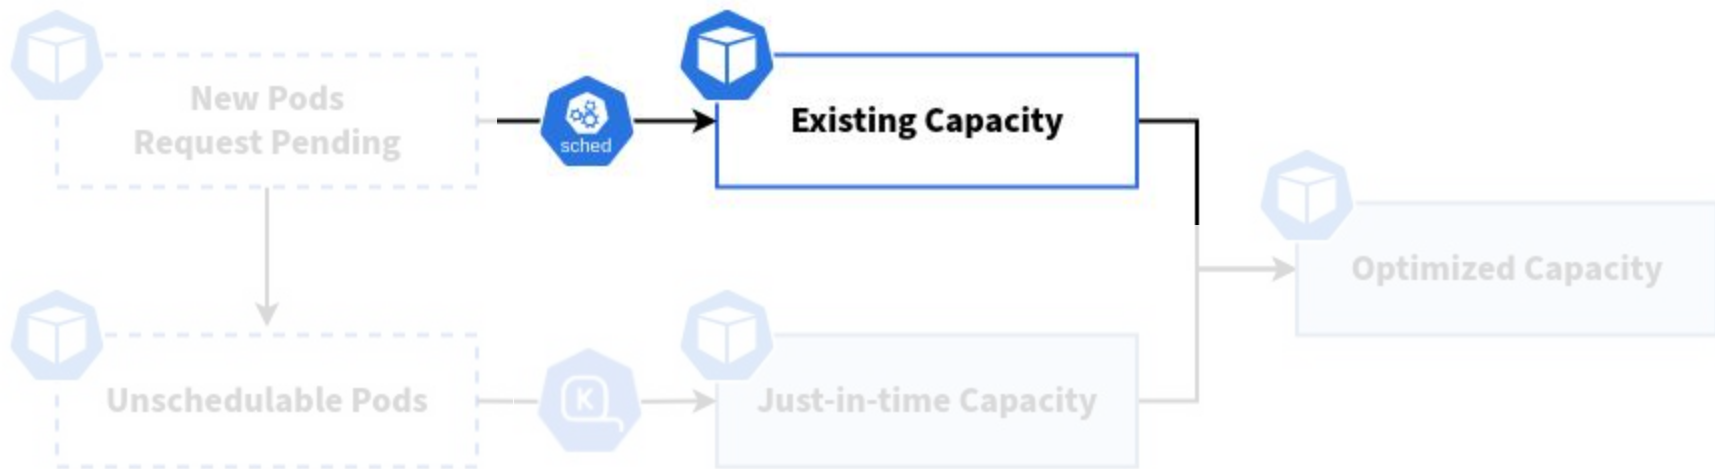 New Pods
Request Pending
sched
Existing Capacity
Optimized Capacity
Unschedulable Pods
K
Just-in-time Capacity